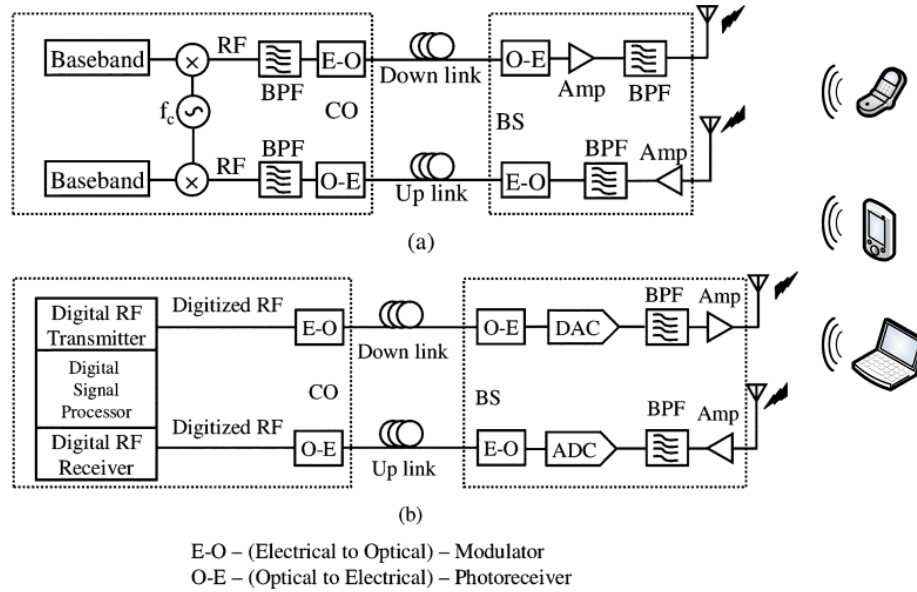 Baseband
RF
BPF
E-O
Down link
O-E
Amp
BPF
fc
CO
BS
Baseband
RF
BPF
O-E
Up link
E-O
BPF
Amp
(a)
Digital RF
Transmitter
Digitized RF
E-O
Down link
O-E
DAC
BPF
Amp
Digital
Signal
Processor
CO
BS
Digital RF
Receiver
Digitized RF
O-E
Up link
E-O
ADC
BPF
Amp
(b)
E-O – (Electrical to Optical) – Modulator
O-E – (Optical to Electrical) – Photoreceiver